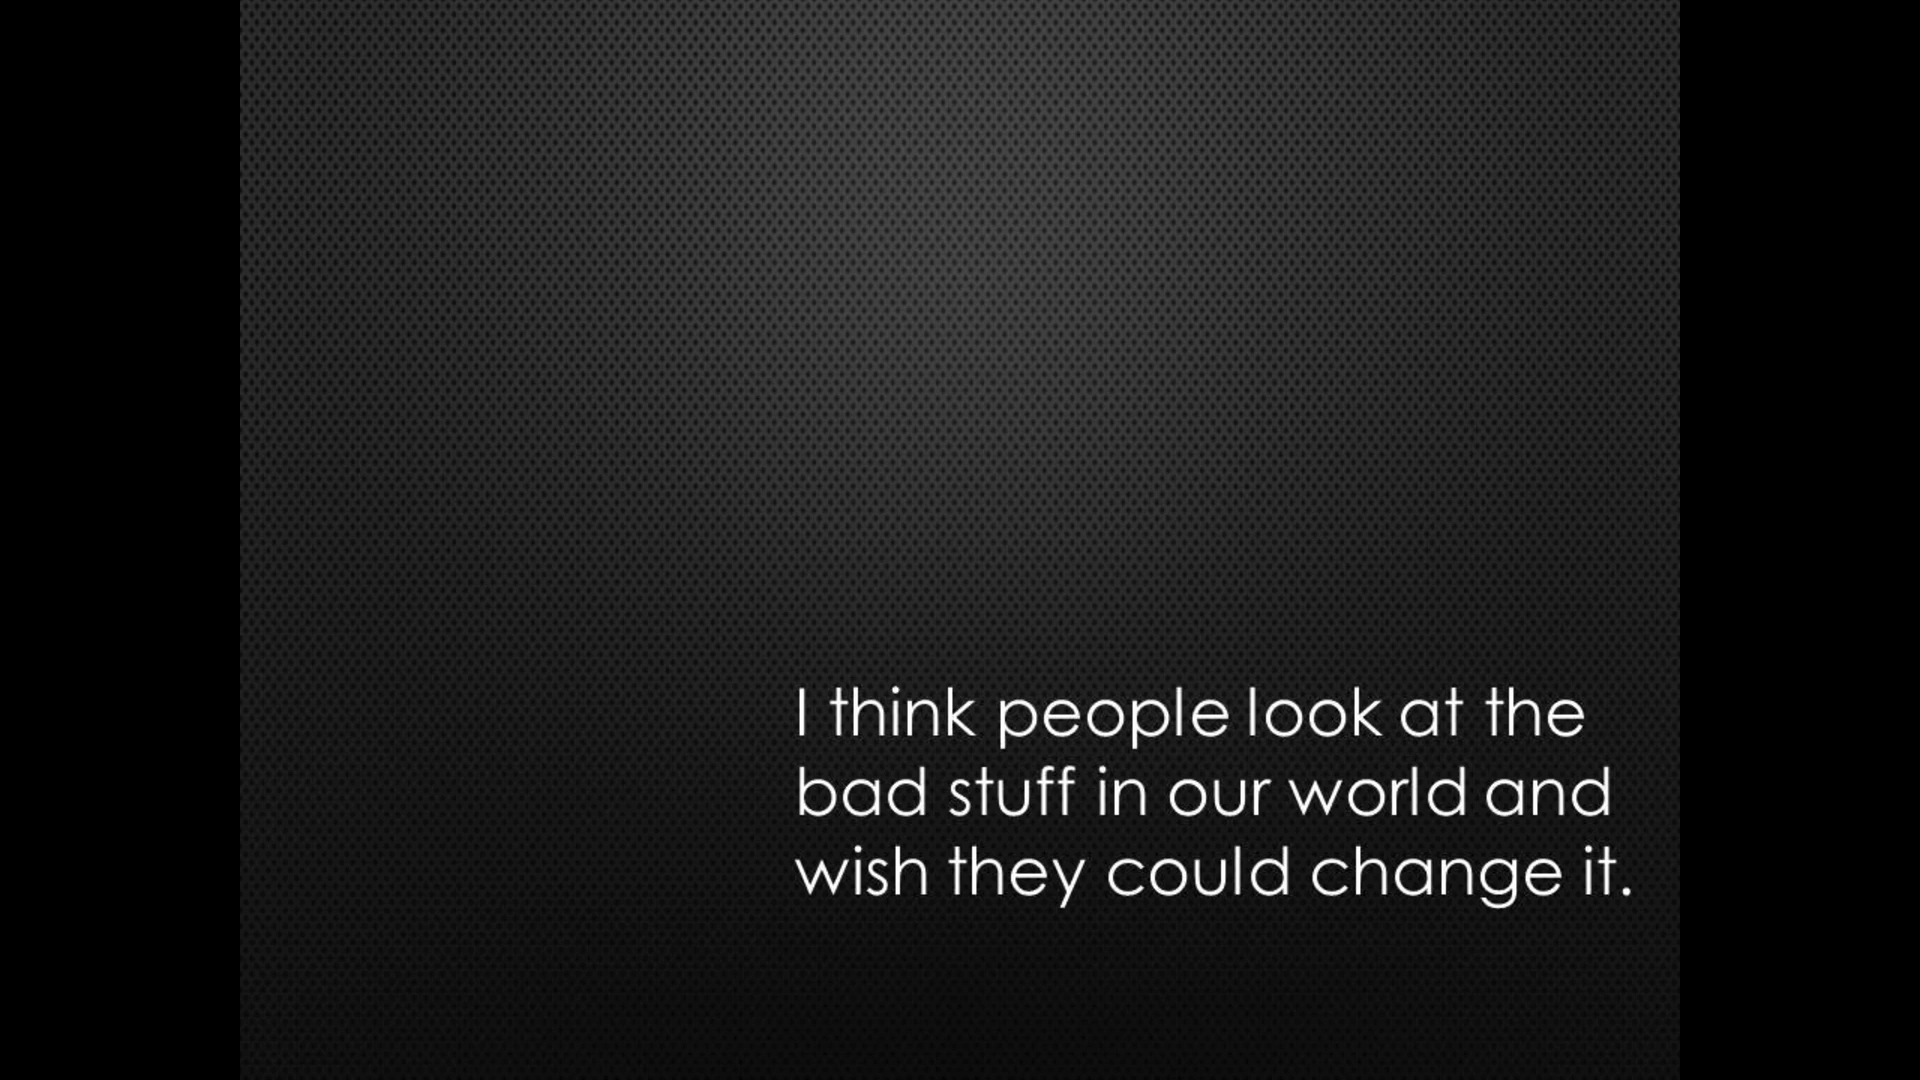 I think people look at the
bad stuff in our world and
wish they could change it.